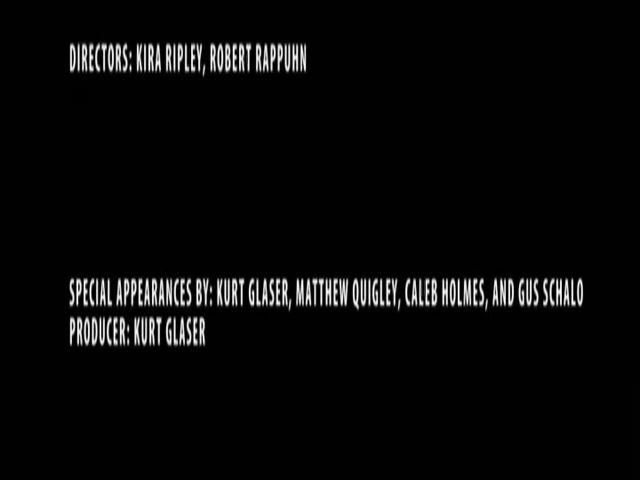 DIRECTORS: KIRA RIPLEY, ROBERT RAPPUHN
SPECIAL APPEARANCES BY: KURT GLASER, MATTHEW QUIGLEY, CALEB HOLMES, AND GUS SCHALO
PRODUCER: KURT GLASER